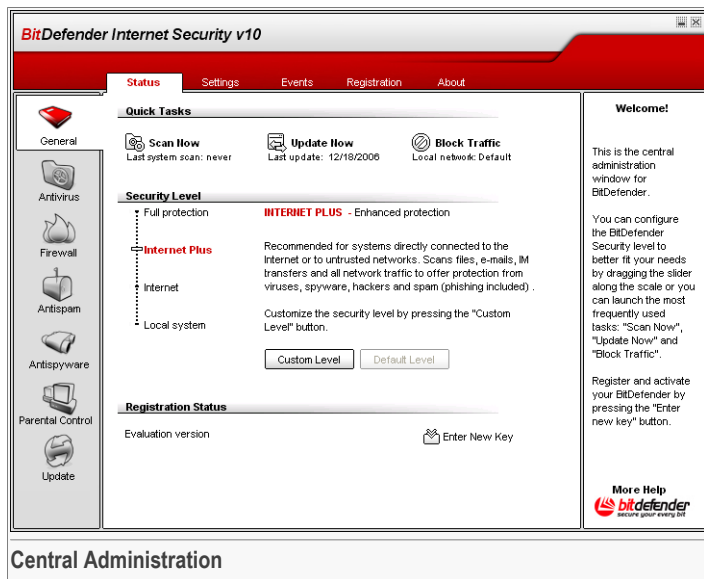 BitDefender Internet Security v10
Status Settings Events Registration About
General
Antivirus
Firewall
Antispam
Antispyware
Parental Control
Update
Quick Tasks
Scan Now
Last system scan: never
Update Now
Last update: 12/18/2006
Block Traffic
Local network: Default
Security Level
Full protection
Internet Plus
Internet
Local system
INTERNET PLUS - Enhanced protection
Recommended for systems directly connected to the
Internet or to untrusted networks. Scans files, e-mails, IM
transfers and all network traffic to offer protection from
viruses, spyware, hackers and spam (phishing included) .
Customize the security level by pressing the "Custom
Level" button.
Custom Level
Default Level
Registration Status
Evaluation version
Enter New Key
Welcome!
This is the central
administration
window for
BitDefender.
You can configure
the BitDefender
Security level to
better fit your needs
by dragging the slider
along the scale or you
can launch the most
frequently used
tasks: "Scan Now",
"Update Now" and
"Block Traffic".
Register and activate
your BitDefender by
pressing the "Enter
new key" button.
More Help
bitdefender
secure your every bit
Central Administration